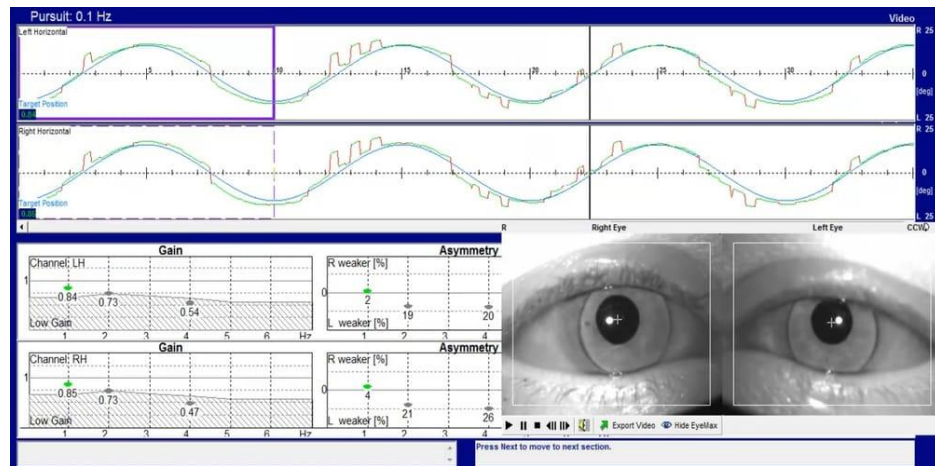 Pursuit: 0.1 Hz
Video
Left Horizontal
R 25
5 10 15 20 25 30
0
[deg]
Target Position
L 25
Right Horizontal
R 25
0
[deg]
Target Position
L 25
R Right Eye Left Eye CCW
Gain
Channel: LH
1
0.84 0.73 0.54
Low Gain
1 2 3 4 5 6 Hz
Asymmetry
R weaker [%]
0
2 19 20
L weaker [%]
1 2 3 4
Gain
Channel: RH
1
0.85 0.73 0.47
Low Gain
1 2 3 4 5 6 Hz
Asymmetry
R weaker [%]
0
4 21 26
L weaker [%]
1 2 3 4
Export Video Hide EyeMax
Press Next to move to next section.